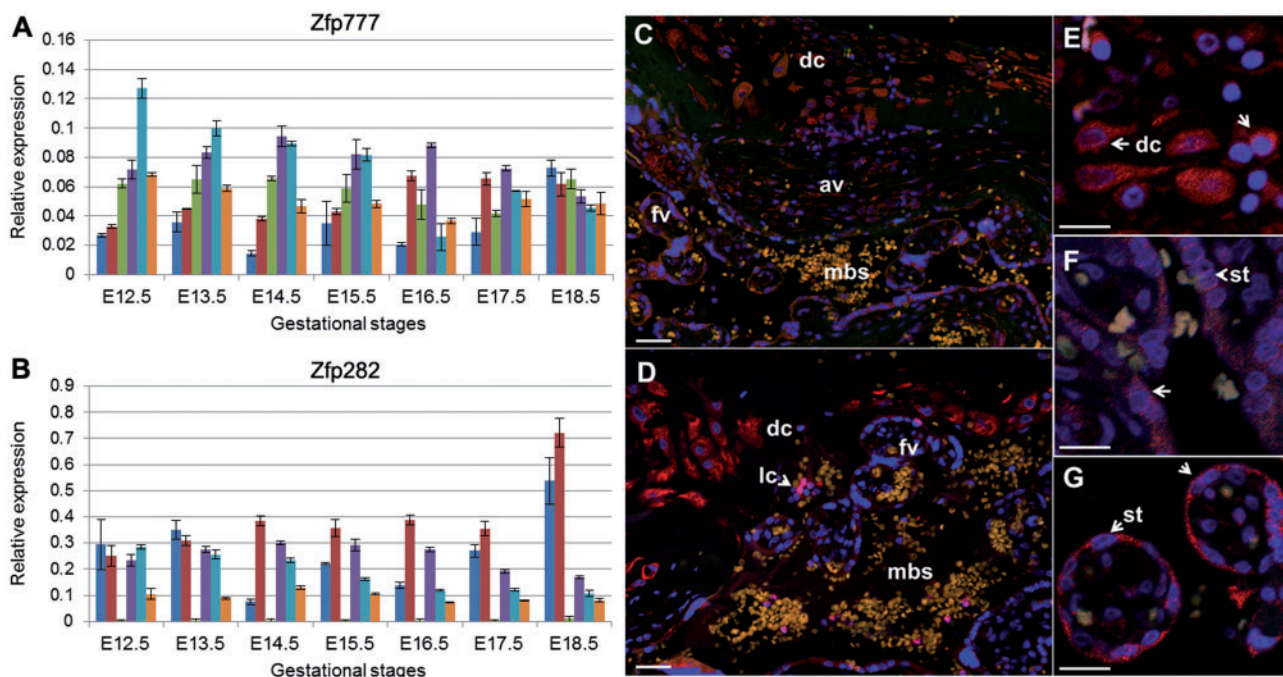 A
Zfp777
Relative expression
0.16
0.14
0.12
0.1
0.08
0.06
0.04
0.02
0
E12.5 E13.5 E14.5 E15.5 E16.5 E17.5 E18.5
Gestational stages
B
Zfp282
Relative expression
0.9
0.8
0.7
0.6
0.5
0.4
0.3
0.2
0.1
0
E12.5 E13.5 E14.5 E15.5 E16.5 E17.5 E18.5
Gestational stages
C
dc
av
fv
mbs
D
dc
fv
lc
mbs
E
dc
F
st
G
st